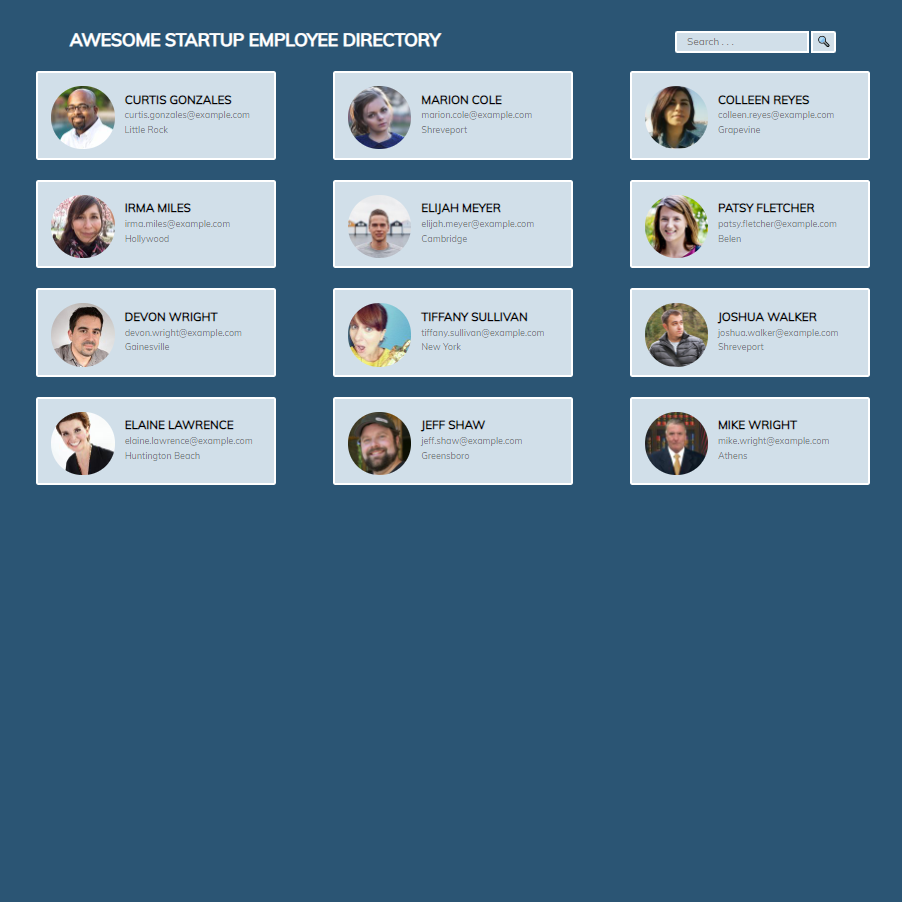 AWESOME STARTUP EMPLOYEE DIRECTORY
Search . . .
CURTIS GONZALES
curtis.gonzales@example.com
Little Rock
MARION COLE
marion.cole@example.com
Shreveport
COLLEEN REYES
colleen.reyes@example.com
Grapevine
IRMA MILES
irma.miles@example.com
Hollywood
ELIJAH MEYER
elijah.meyer@example.com
Cambridge
PATSY FLETCHER
patsy.fletcher@example.com
Belen
DEVON WRIGHT
devon.wright@example.com
Gainesville
TIFFANY SULLIVAN
tiffany.sullivan@example.com
New York
JOSHUA WALKER
joshua.walker@example.com
Shreveport
ELAINE LAWRENCE
elaine.lawrence@example.com
Huntington Beach
JEFF SHAW
jeff.shaw@example.com
Greensboro
MIKE WRIGHT
mike.wright@example.com
Athens